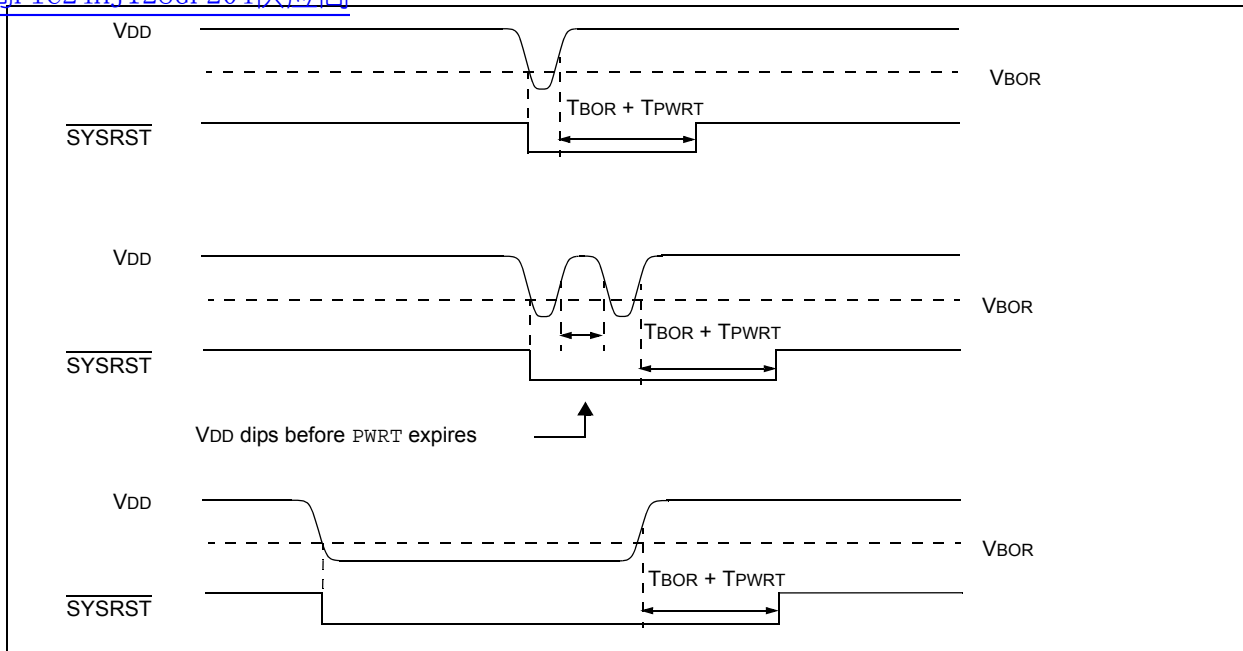 VDD
VBOR
TBOR + TPWRT
SYSRST
VDD
VBOR
TBOR + TPWRT
SYSRST
VDD dips before PWRT expires
VDD
VBOR
TBOR + TPWRT
SYSRST